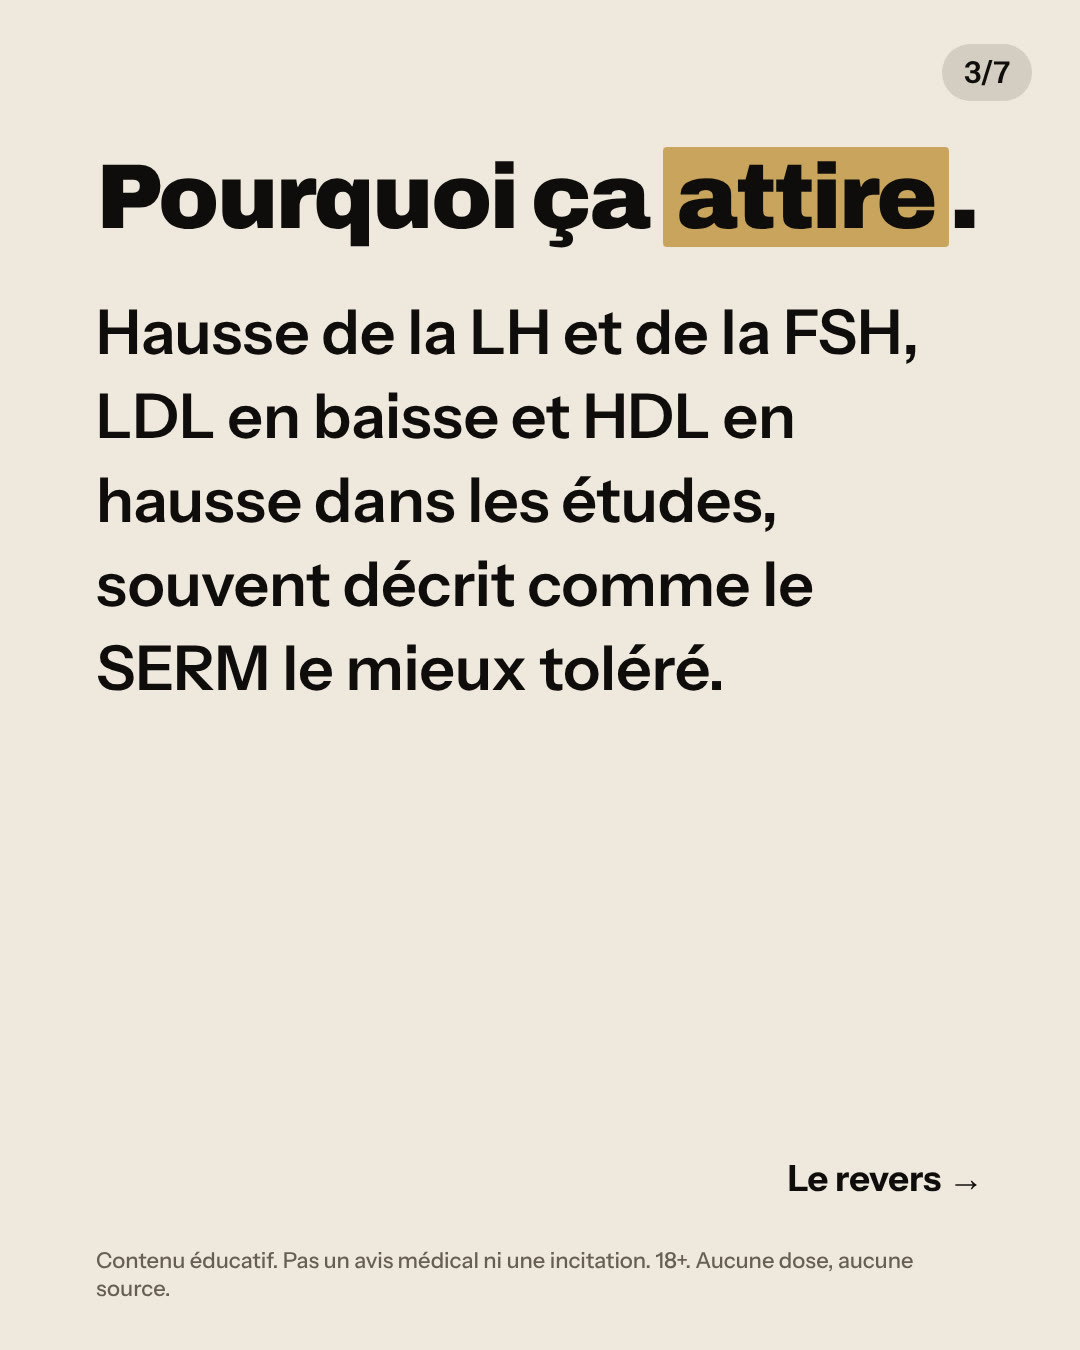 3/7
Pourquoi ça attire.
Hausse de la LH et de la FSH,
LDL en baisse et HDL en
hausse dans les études,
souvent décrit comme le
SERM le mieux toléré.
Le revers →
Contenu éducatif. Pas un avis médical ni une incitation. 18+. Aucune dose, aucune
source.